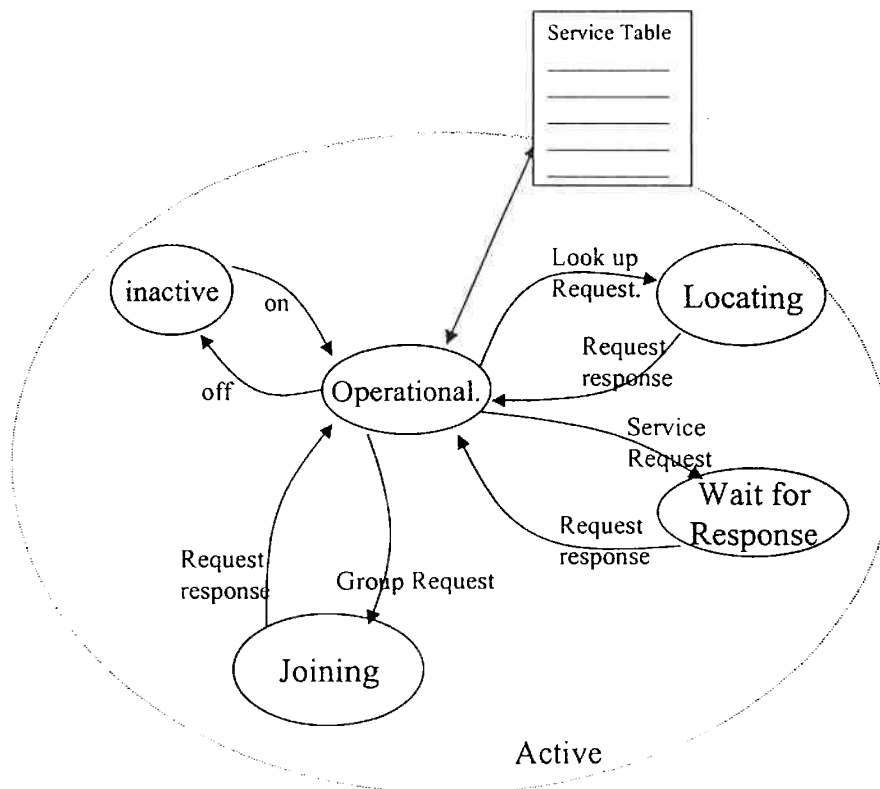 Service Table
Look up
Request.
inactive
on
Locating
Request
response
off
Operational.
Service
Request
Wait for
Response
Request
response
Request
response
Group Request
Joining
Active